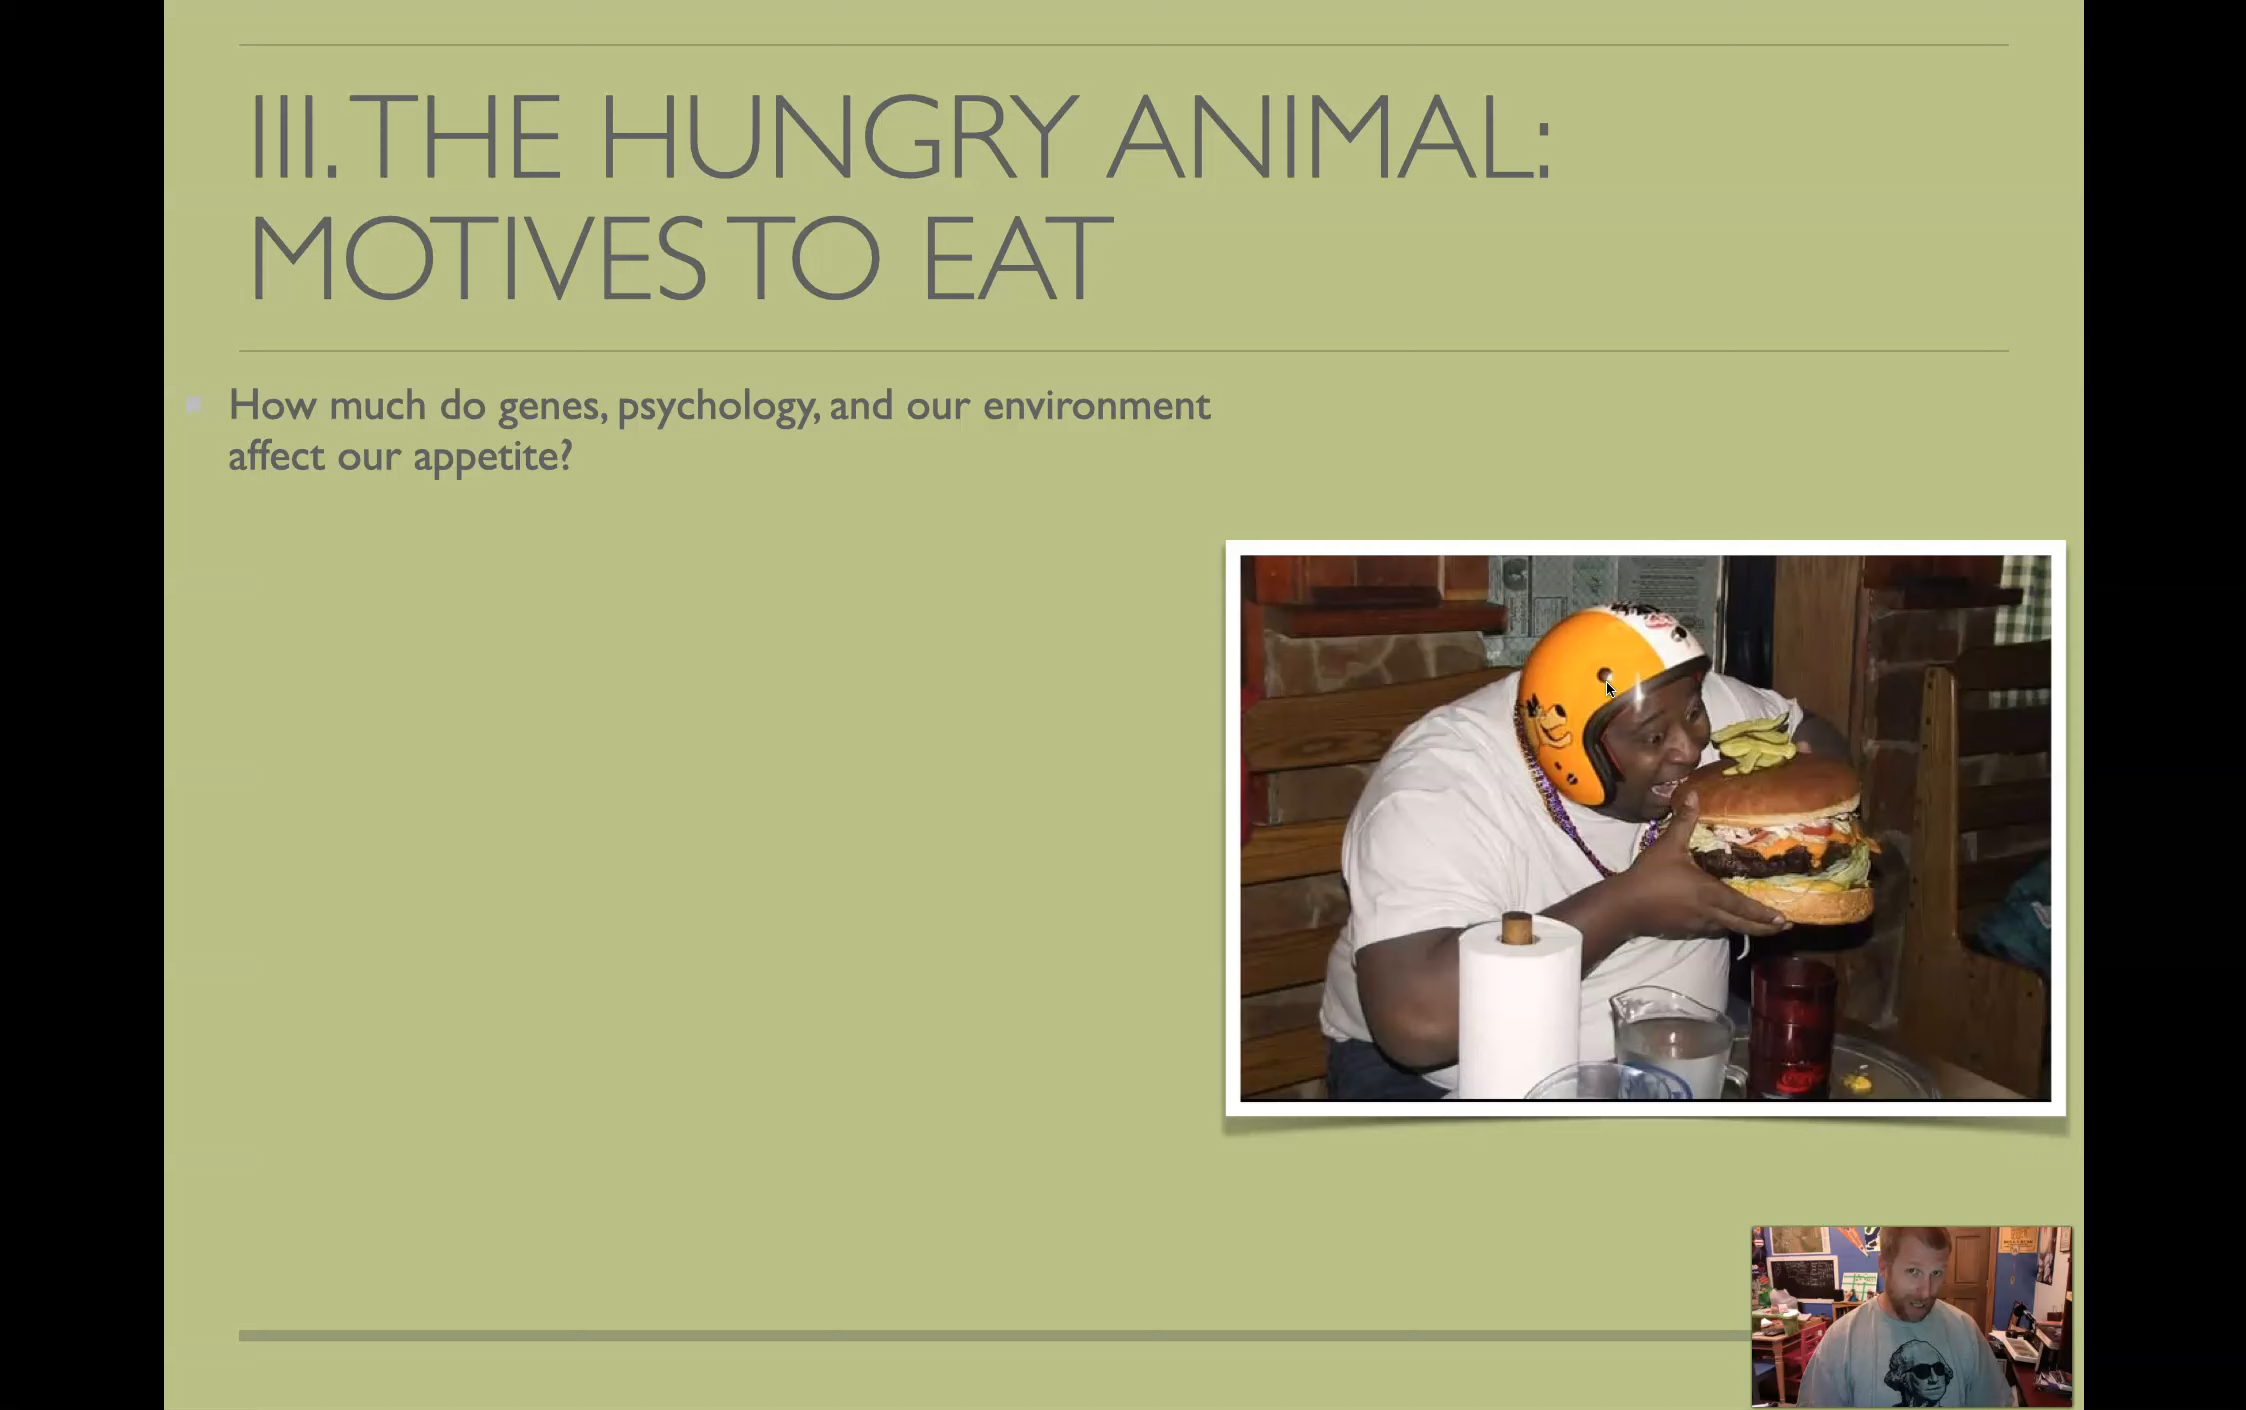 III. THE HUNGRY ANIMAL:
MOTIVES TO EAT
How much do genes, psychology, and our environment
affect our appetite?